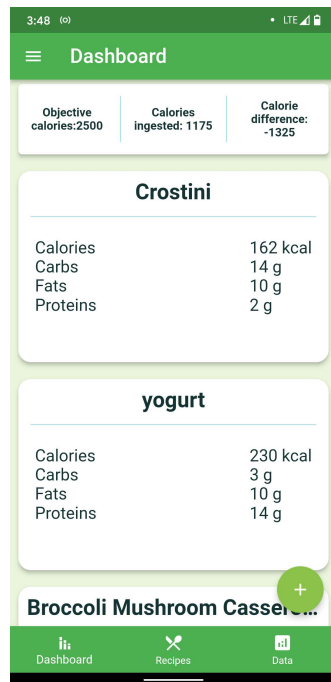 3:48 LTE
Dashboard
Objective
calories:2500
Calories
ingested: 1175
Calorie
difference:
-1325
Crostini
Calories 162 kcal
Carbs 14 g
Fats 10 g
Proteins 2 g
yogurt
Calories 230 kcal
Carbs 3 g
Fats 10 g
Proteins 14 g
+
Broccoli Mushroom Cassero...
Dashboard Recipes Data